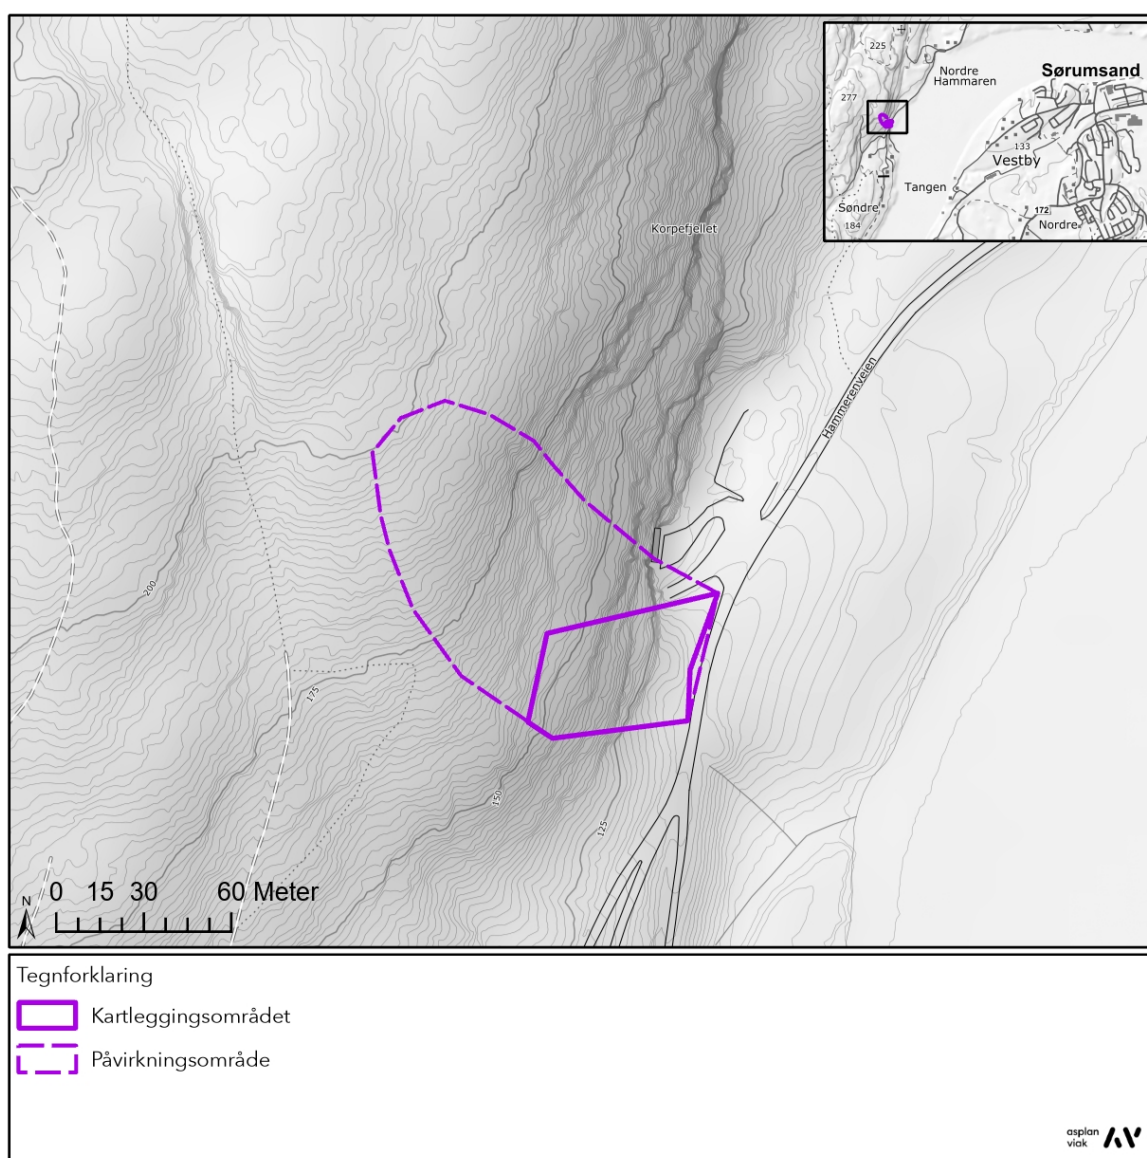 225
Nordre
Hammaren
Sørumsand
277
133
Vestby
Tangen
172
Søndre
Nordre
184
Korpefjellet
Hammerenveien
200
175
150
125
0 15 30 60 Meter
N
Tegnforklaring
Kartleggingsområdet
Påvirkningsområde
asplan
viak